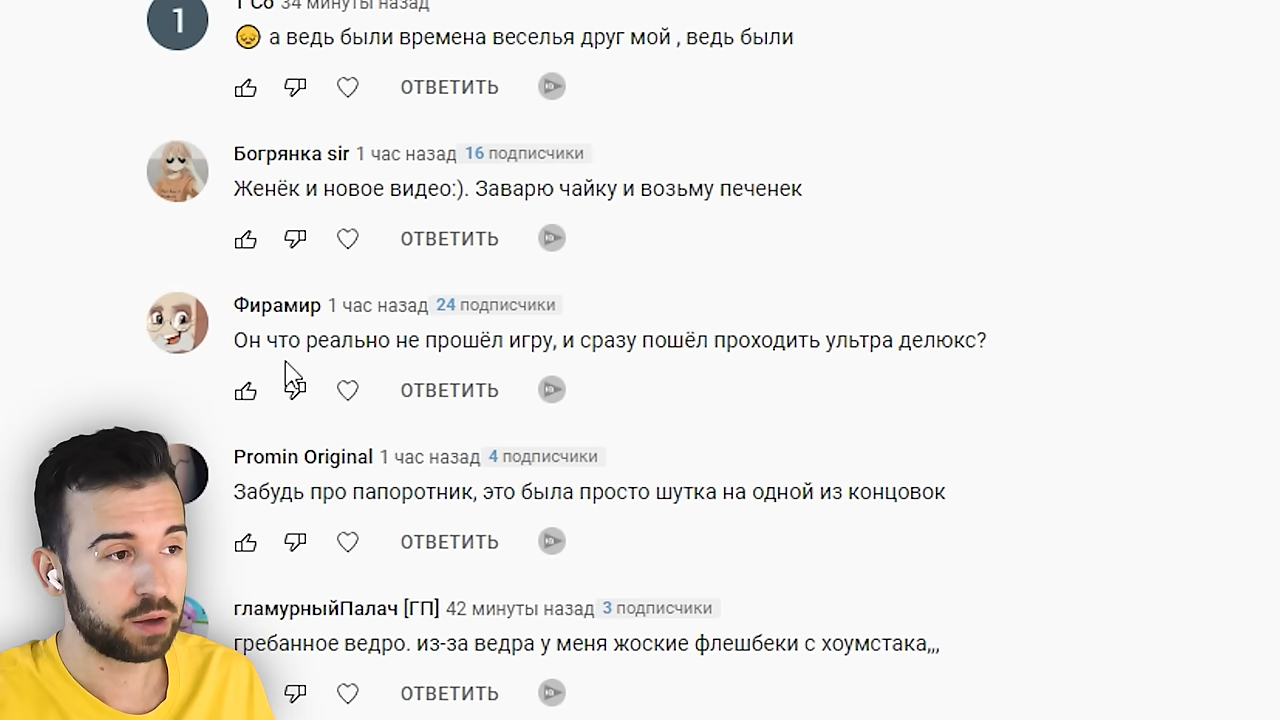 1 Co 34 минуты назад
1
😔 а ведь были времена веселья друг мой , ведь были
ОТВЕТИТЬ
Богрянка sir 1 час назад 16 подписчики
Женёк и новое видео:). Заварю чайку и возьму печенек
ОТВЕТИТЬ
Фирамир 1 час назад 24 подписчики
Он что реально не прошёл игру, и сразу пошёл проходить ультра делюкс?
ОТВЕТИТЬ
Promin Original 1 час назад 4 подписчики
Забудь про папоротник, это была просто шутка на одной из концовок
ОТВЕТИТЬ
гламурныйПалач [ГП] 42 минуты назад 3 подписчики
гребанное ведро. из-за ведра у меня жоские флешбеки с хоумстака,,,
ОТВЕТИТЬ